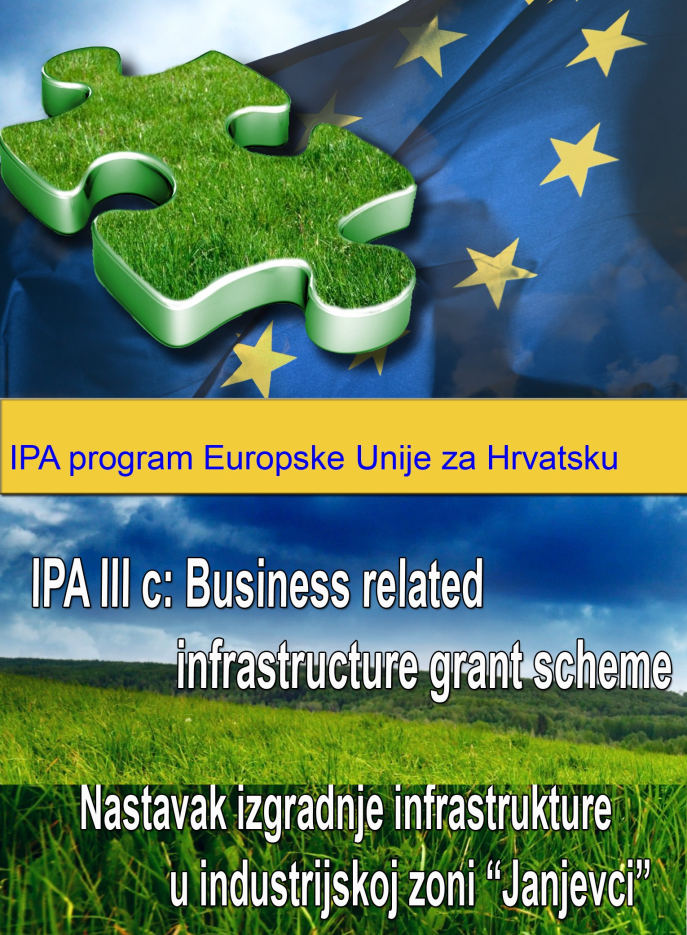 IPA program Europske Unije za Hrvatsku
IPA III c: Business related
infrastructure grant scheme
Nastavak izgradnje infrastrukture
u industrijskoj zoni “Janjevci”